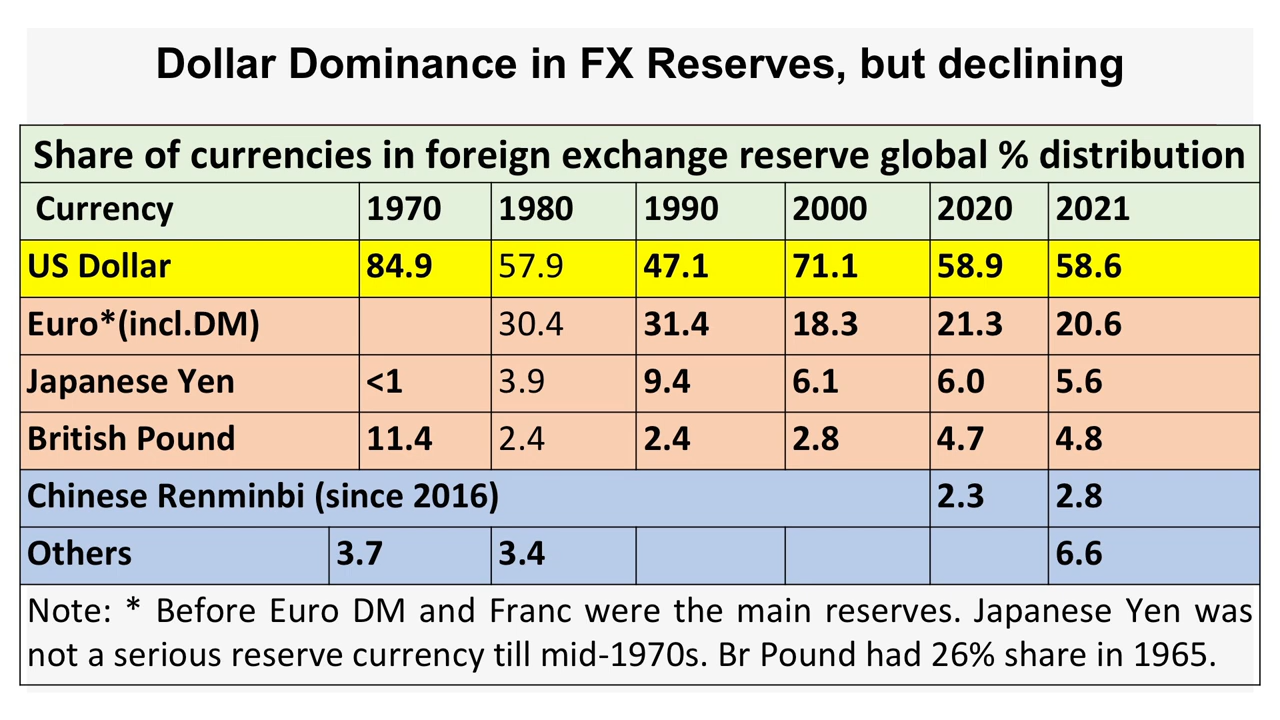 Dollar Dominance in FX Reserves, but declining
Share of currencies in foreign exchange reserve global % distribution
Currency 1970 1980 1990 2000 2020 2021
US Dollar 84.9 57.9 47.1 71.1 58.9 58.6
Euro*(incl.DM) 30.4 31.4 18.3 21.3 20.6
Japanese Yen <1 3.9 9.4 6.1 6.0 5.6
British Pound 11.4 2.4 2.4 2.8 4.7 4.8
Chinese Renminbi (since 2016) 2.3 2.8
Others 3.7 3.4 6.6
Note: * Before Euro DM and Franc were the main reserves. Japanese Yen was
not a serious reserve currency till mid-1970s. Br Pound had 26% share in 1965.